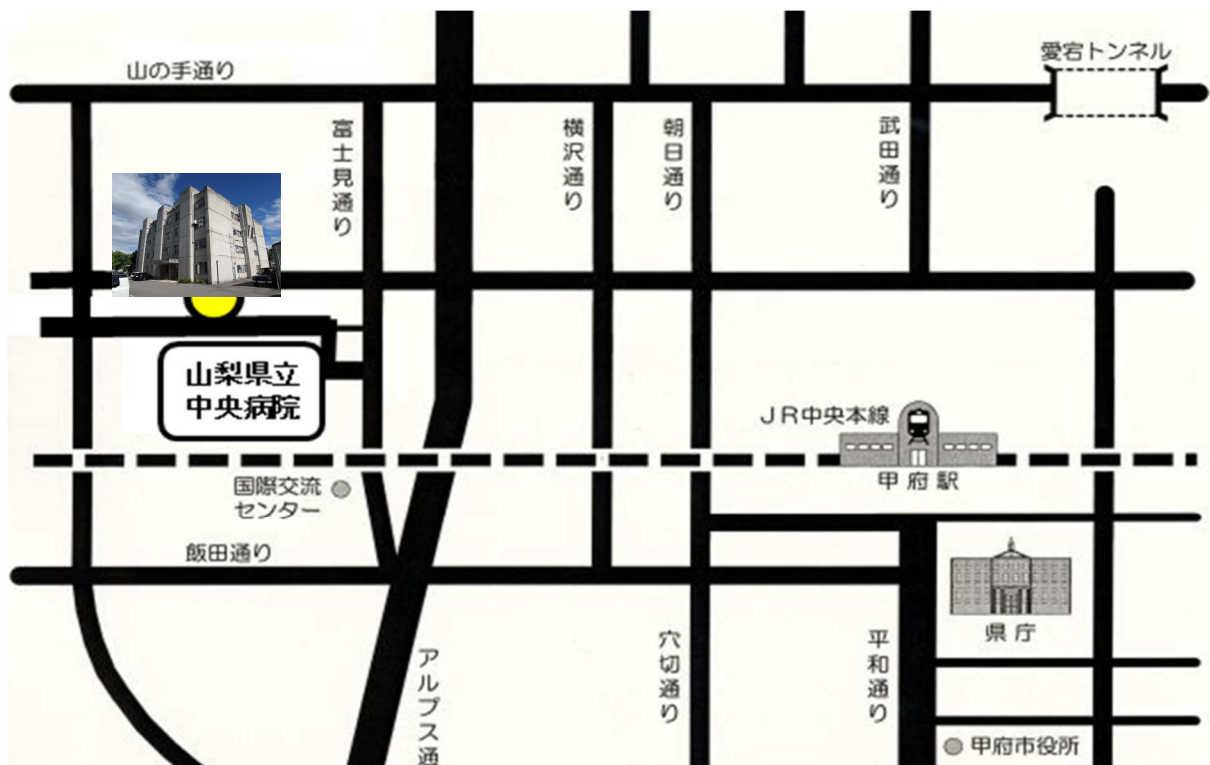 山の手通り
愛宕トンネル
富士見通り
横沢通り
朝日通り
武田通り
山梨県立
中央病院
JR中央本線
甲府駅
国際交流
センター
飯田通り
県庁
アルプス通
穴切通り
平和通り
甲府市役所